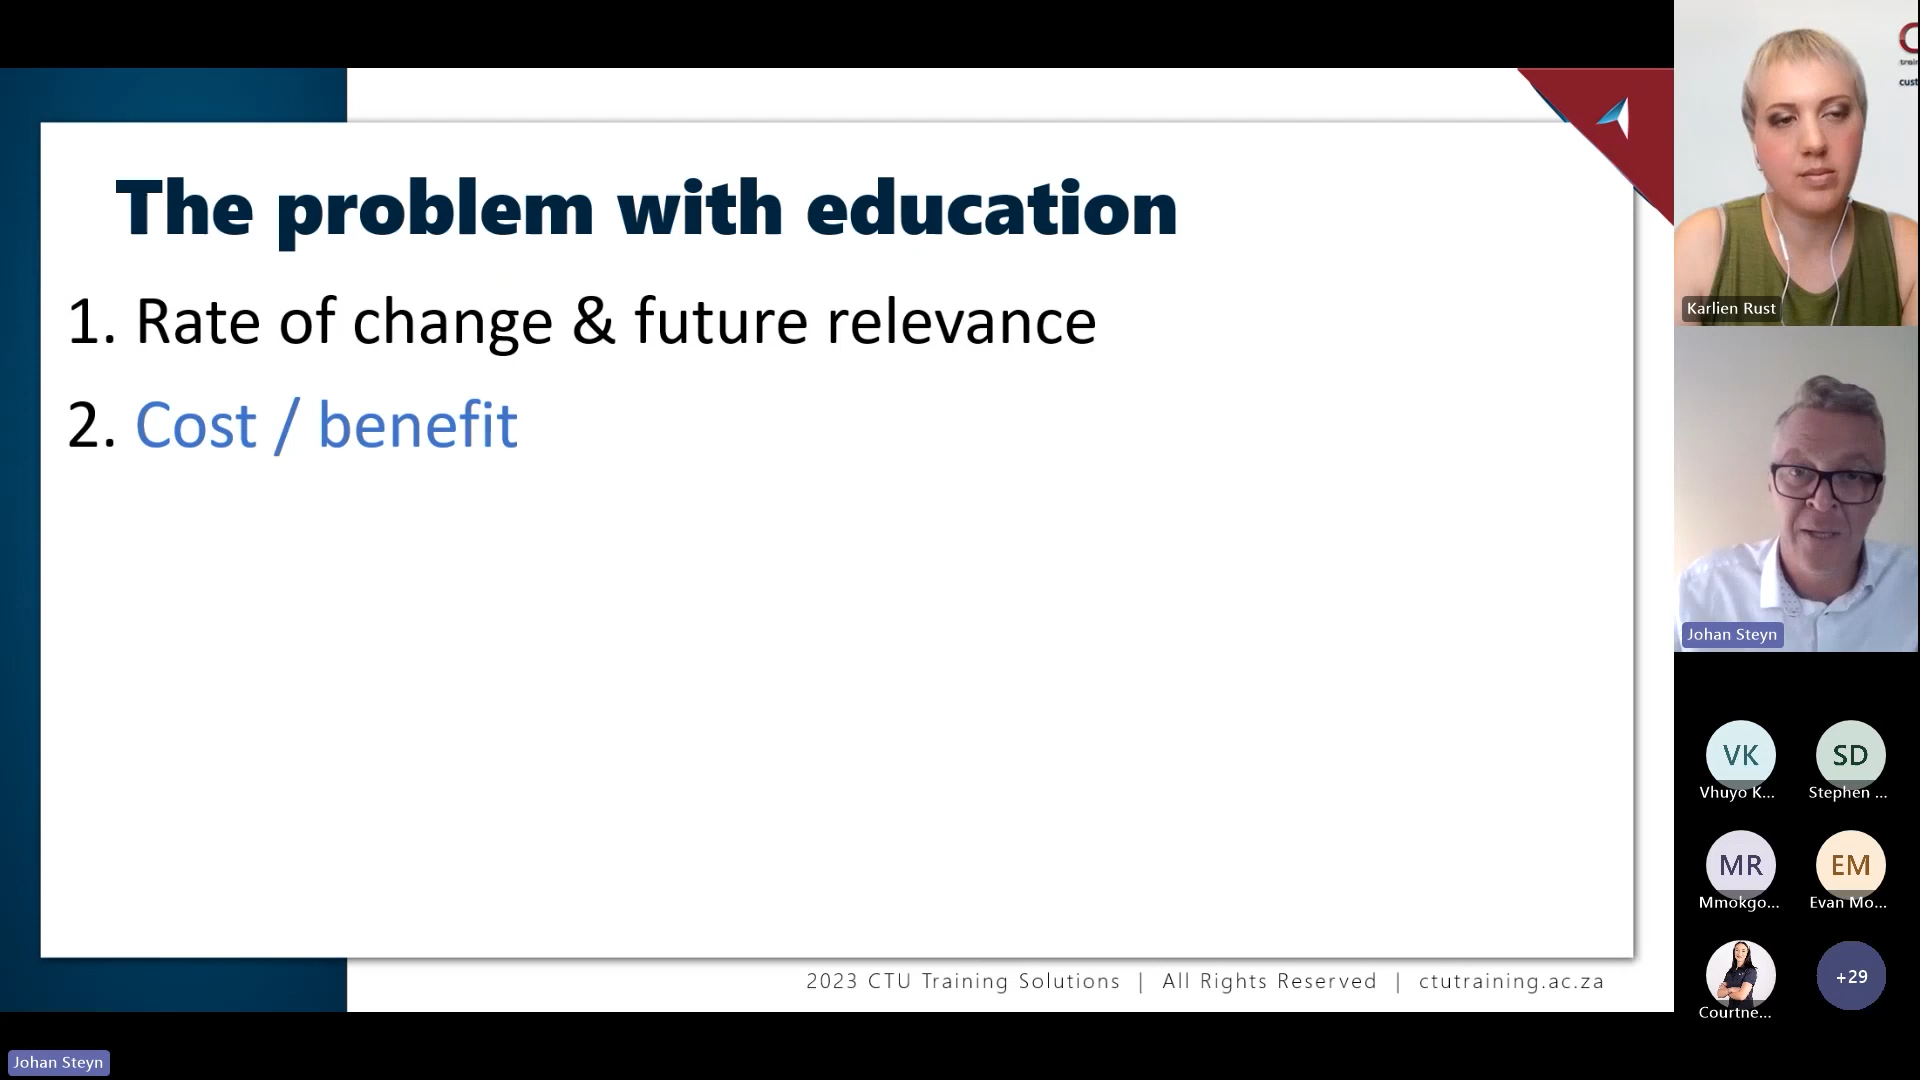 The problem with education
1. Rate of change & future relevance
2. Cost / benefit
2023 CTU Training Solutions | All Rights Reserved | ctutraining.ac.za
Johan Steyn
Karlien Rust
Johan Steyn
VK
Vhuyo K...
SD
Stephen ...
MR
Mmokgo...
EM
Evan Mo...
Courtne...
+29